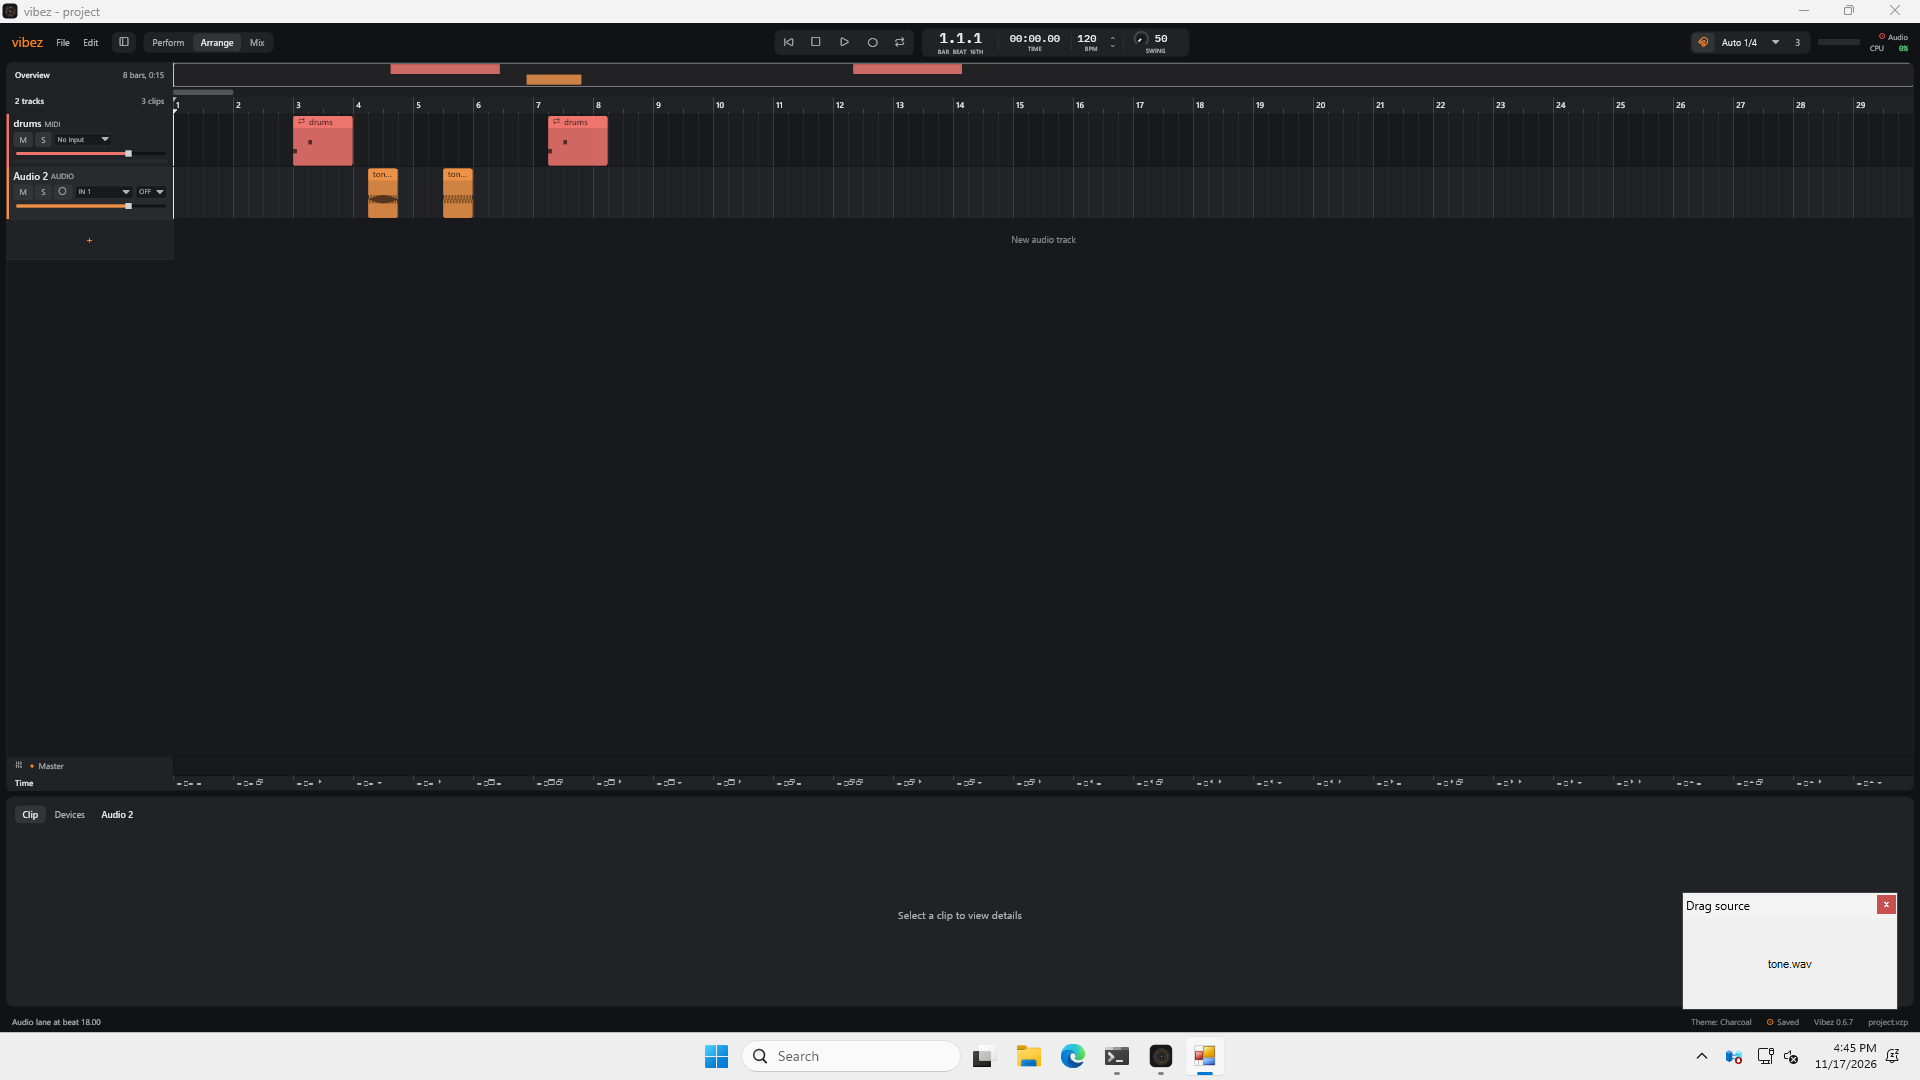 vibez - project
vibez File Edit Perform Arrange Mix
1.1.1 00:00.00 120 50
BAR BEAT 16TH TIME BPM SWING
Auto 1/4 3
Audio
CPU 0%
Overview 8 bars, 0:15
2 tracks 3 clips
1 2 3 4 5 6 7 8 9 10 11 12 13 14 15 16 17 18 19 20 21 22 23 24 25 26 27 28 29
drums MIDI
M S No Input
drums drums
Audio 2 AUDIO
M S IN 1 OFF
ton... ton...
+
New audio track
Master
Time
Clip Devices Audio 2
Select a clip to view details
Drag source
x
tone.wav
Audio lane at beat 18.00
Theme: Charcoal Saved Vibez 0.6.7 project.vzp
Search
4:45 PM
11/17/2026